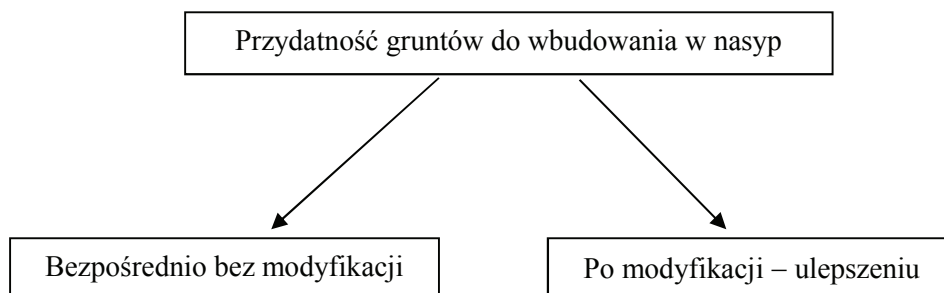 Przydatność gruntów do wbudowania w nasyp
Bezpośrednio bez modyfikacji
Po modyfikacji – ulepszeniu